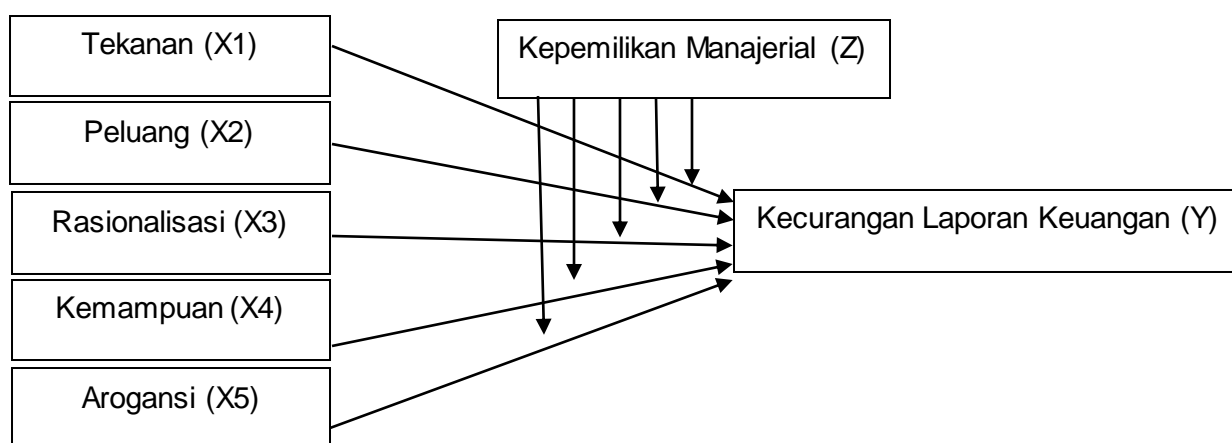 Tekanan (X1)
Kepemilikan Manajerial (Z)
Peluang (X2)
Rasionalisasi (X3)
Kecurangan Laporan Keuangan (Y)
Kemampuan (X4)
Arogansi (X5)